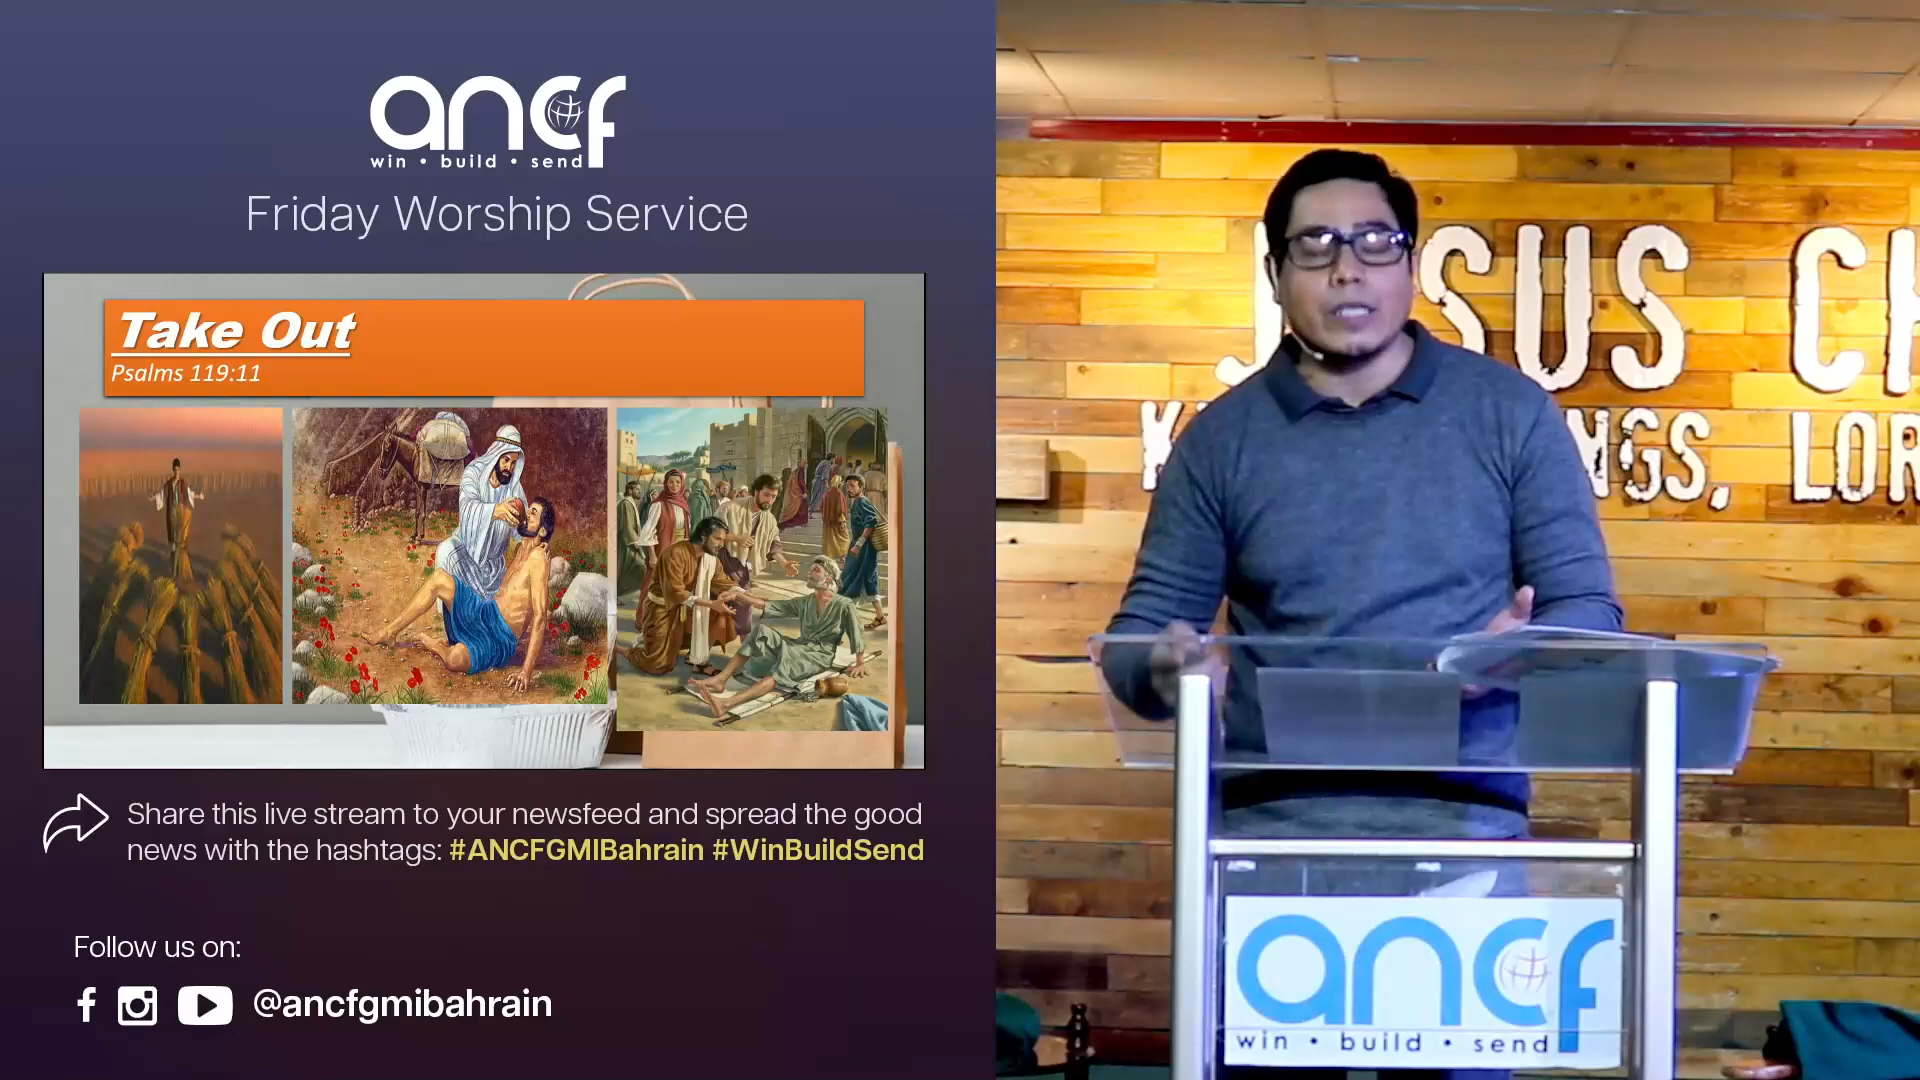 ancf
win • build • send
Friday Worship Service
Take Out
Psalms 119:11
Share this live stream to your newsfeed and spread the good
news with the hashtags: #ANCFGMIBahrain #WinBuildSend
Follow us on:
@ancfgmibahrain
J SUS CH
K NGS, LOR
ancf
win • build • send